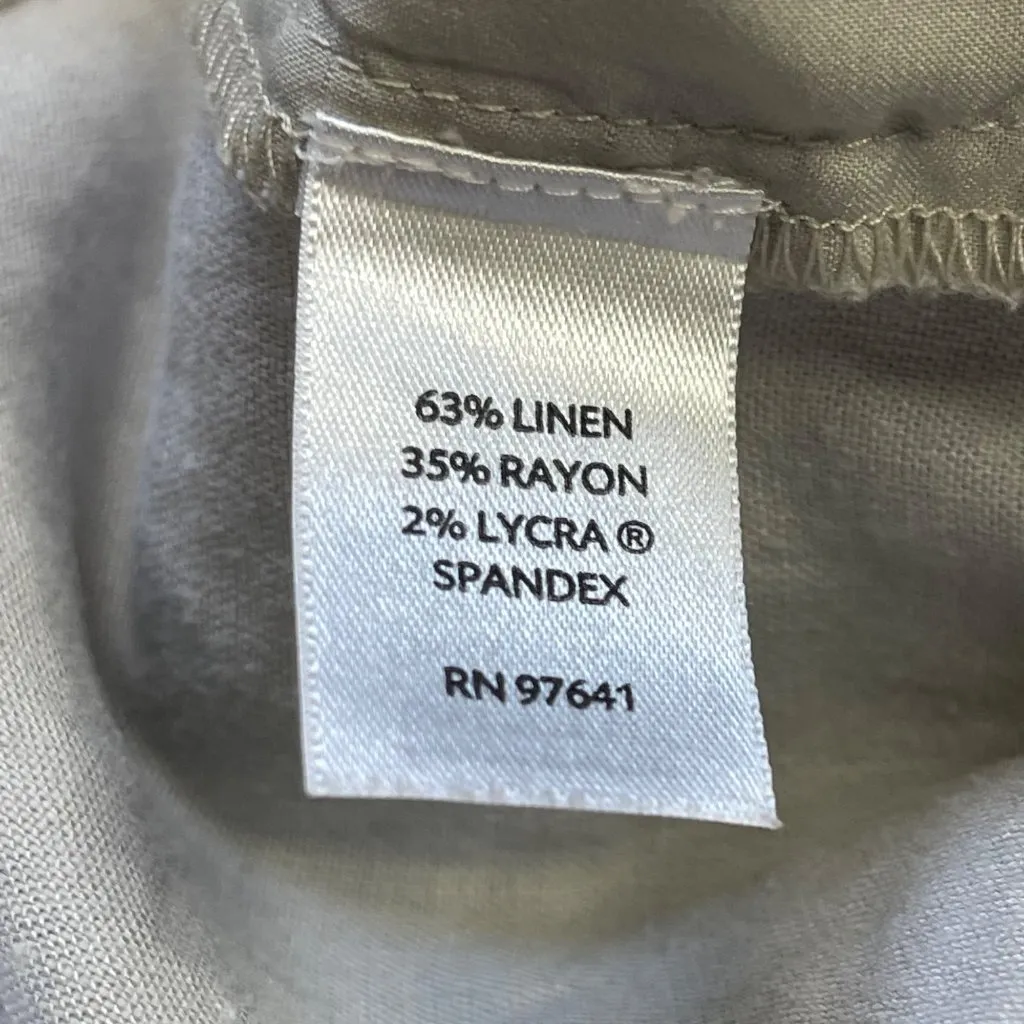 63% LINEN
35% RAYON
2% LYCRA ®
SPANDEX
RN 97641